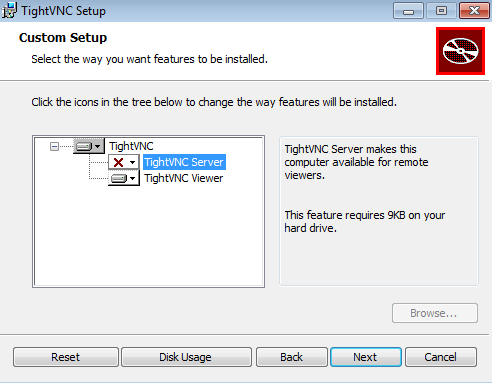 TightVNC Setup
Custom Setup
Select the way you want features to be installed.
Click the icons in the tree below to change the way features will be installed.
TightVNC
TightVNC Server
TightVNC Viewer
TightVNC Server makes this
computer available for remote
viewers.
This feature requires 9KB on your
hard drive.
Browse...
Reset
Disk Usage
Back
Next
Cancel